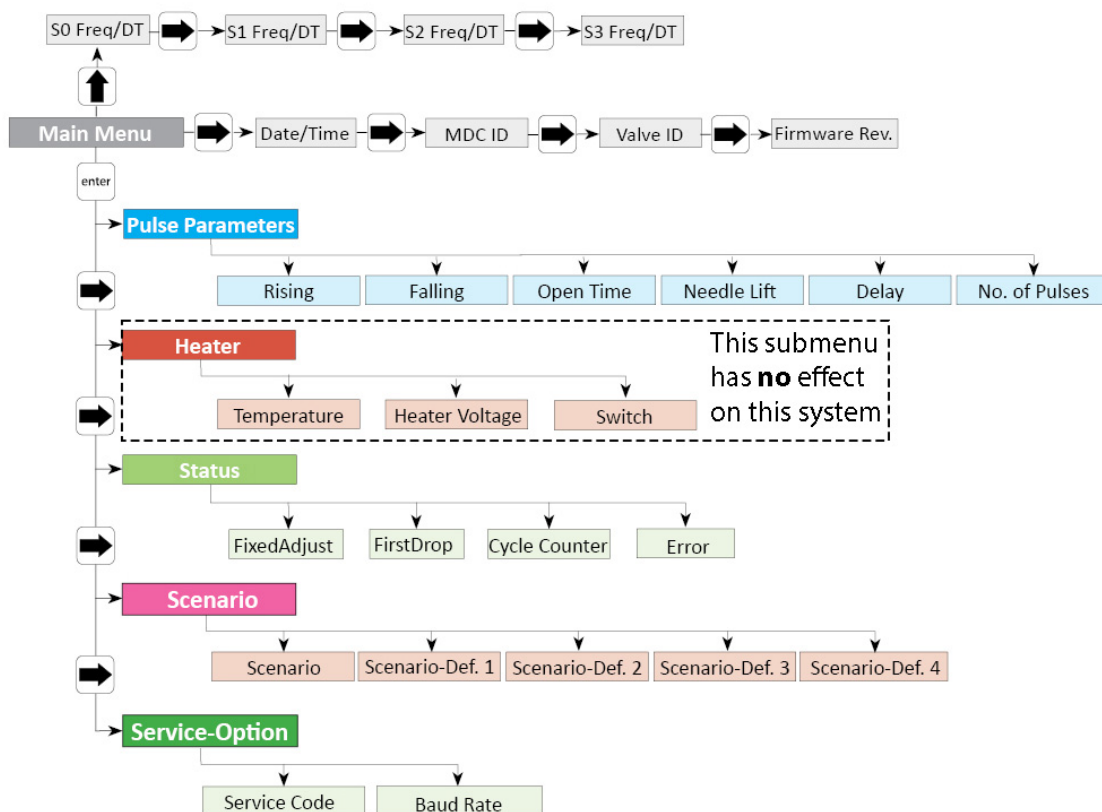 S0 Freq/DT
S1 Freq/DT
S2 Freq/DT
S3 Freq/DT
Main Menu
Date/Time
MDC ID
Valve ID
Firmware Rev.
enter
Pulse Parameters
Rising
Falling
Open Time
Needle Lift
Delay
No. of Pulses
Heater
This submenu
has no effect
on this system
Temperature
Heater Voltage
Switch
Status
FixedAdjust
FirstDrop
Cycle Counter
Error
Scenario
Scenario
Scenario-Def. 1
Scenario-Def. 2
Scenario-Def. 3
Scenario-Def. 4
Service-Option
Service Code
Baud Rate